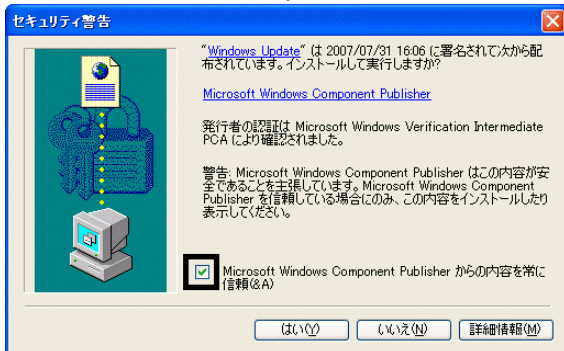 セキュリティ警告
"Windows Update" は 2007/07/31 16:06 に署名されて次から配
布されています。インストールして実行しますか?
Microsoft Windows Component Publisher
発行者の認証は Microsoft Windows Verification Intermediate
PCA により確認されました。
警告: Microsoft Windows Component Publisher はこの内容が安
全であることを主張しています。Microsoft Windows Component
Publisher を信頼している場合にのみ、この内容をインストールしたり
表示してください。
Microsoft Windows Component Publisher からの内容を常に
信頼(&A)
はい(Y) いいえ(N) 詳細情報(M)